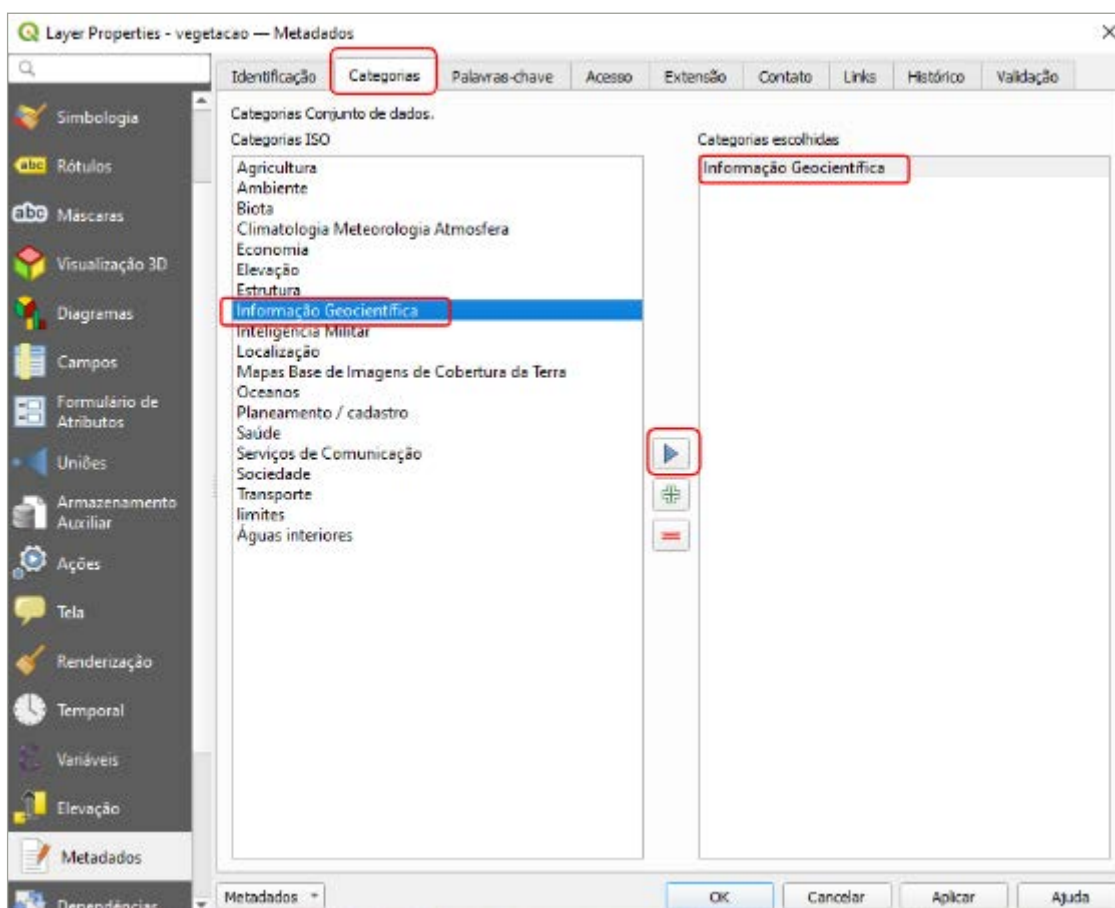 Layer Properties - vegetacao — Metadados
Identificação Categorias Palavras-chave Acesso Extensão Contato Links Histórico Validação
Simbologia
Rótulos
Máscaras
Visualização 3D
Diagramas
Campos
Formulário de
Atributos
Uniões
Armazenamento
Auxiliar
Ações
Tela
Renderização
Temporal
Variáveis
Elevação
Metadados
Dependências
Categorias Conjunto de dados.
Categorias ISO
Agricultura
Ambiente
Biota
Climatologia Meteorologia Atmosfera
Economia
Elevação
Estrutura
Informação Geocientífica
Inteligência Militar
Localização
Mapas Base de Imagens de Cobertura da Terra
Oceanos
Planeamento / cadastro
Saúde
Serviços de Comunicação
Sociedade
Transporte
limites
Águas interiores
Categorias escolhidas
Informação Geocientífica
Metadados
OK Cancelar Aplicar Ajuda
abc
abc